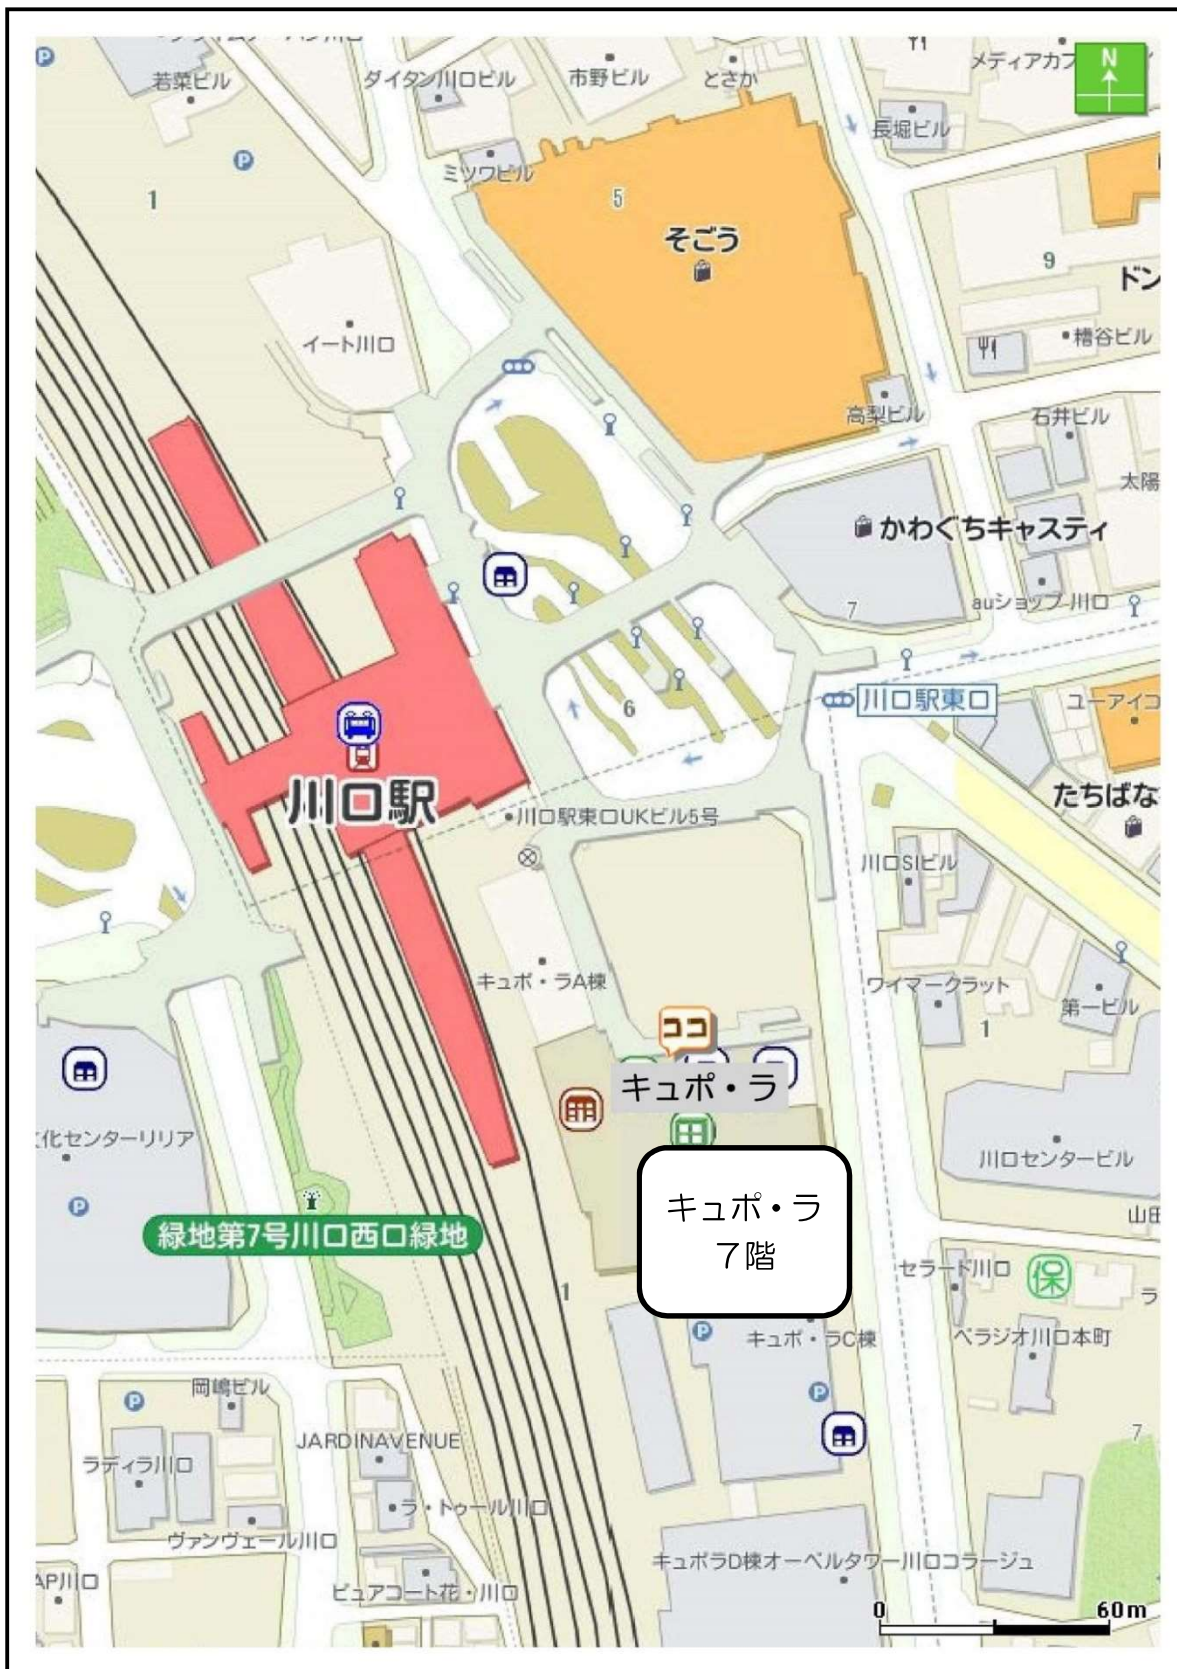 若菜ビル
ダイタン川口ビル
市野ビル
とさか
メディアカフ
N
長堀ビル
ミツワビル
1
5
そごう
9
ドン
イート川口
糟谷ビル
高梨ビル
石井ビル
太陽
かわぐちキャスティ
7
auショップ 川口
川口駅東口
ユーアイコ
6
川口駅
たちばな
川口駅東口UKビル5号
川口SIビル
キュポ・ラA棟
ワイマークラット
第一ビル
1
ココ
キュポ・ラ
化センターリリア
川口センタービル
キュポ・ラ
7階
緑地第7号川口西口緑地
山田
セラード川口
保
ラ
1
キュポ・ラC棟
ベラジオ川口本町
岡嶋ビル
7
JARDINAVENUE
ラディラ川口
ラ・トゥール川口
ヴァンヴェール川口
キュポラD棟オーベルタワー川口コラージュ
AP川口
ピュアコート花・川口
0
60m